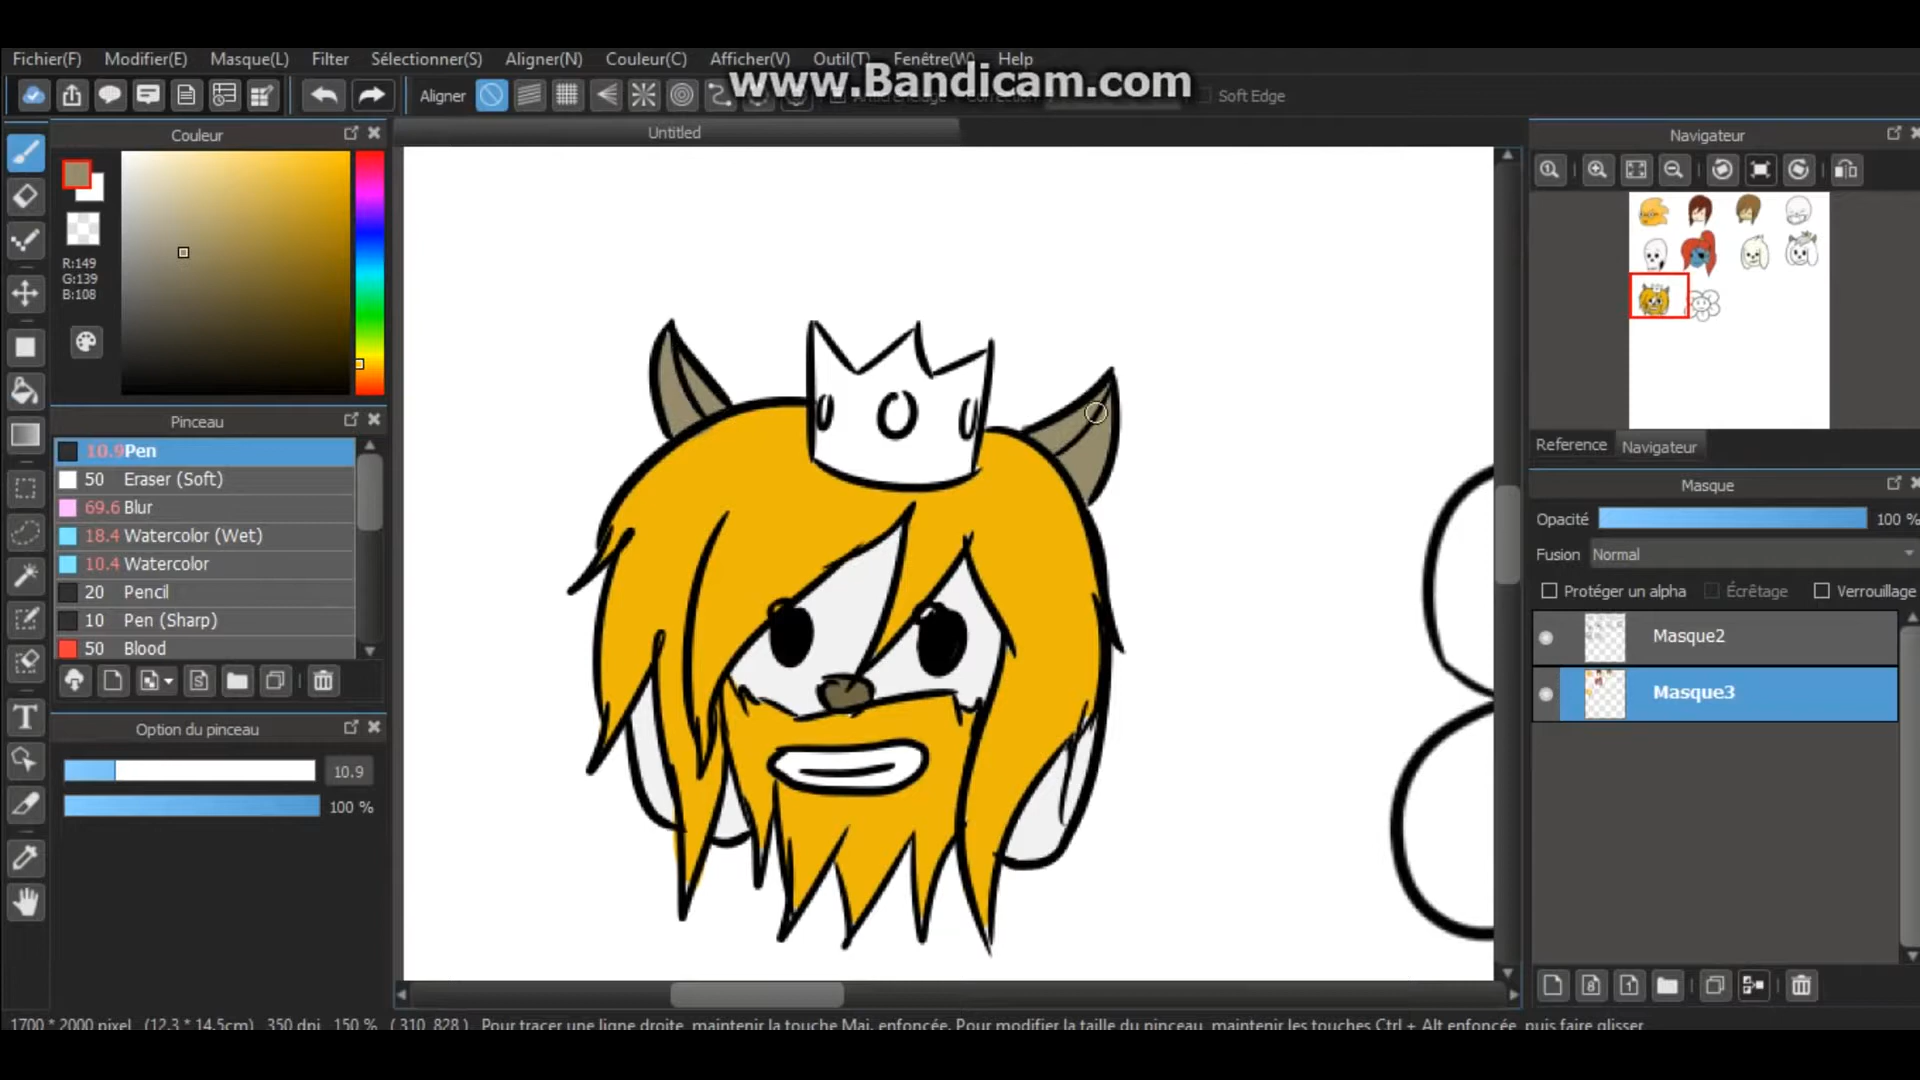 Fichier(F) Modifier(E) Masque(L) Filter Sélectionner(S) Aligner(N) Couleur(C) Afficher(V) Outil(T) Fenêtre(W) Help
www.Bandicam.com
Aligner Soft Edge
Couleur
Untitled
Navigateur
R:149
G:139
B:108
Pinceau
10.9 Pen
50 Eraser (Soft)
69.6 Blur
18.4 Watercolor (Wet)
10.4 Watercolor
20 Pencil
10 Pen (Sharp)
50 Blood
Option du pinceau
10.9
100 %
Reference Navigateur
Masque
Opacité 100 %
Fusion Normal
Protéger un alpha Écrêtage Verrouillage
Masque2
Masque3
1700 * 2000 pixel (12.3 * 14.5cm) 350 dpi 150 % ( 310, 828 ) Pour tracer une ligne droite, maintenir la touche Maj. enfoncée. Pour modifier la taille du pinceau, maintenir les touches Ctrl + Alt enfoncée, puis faire glisser